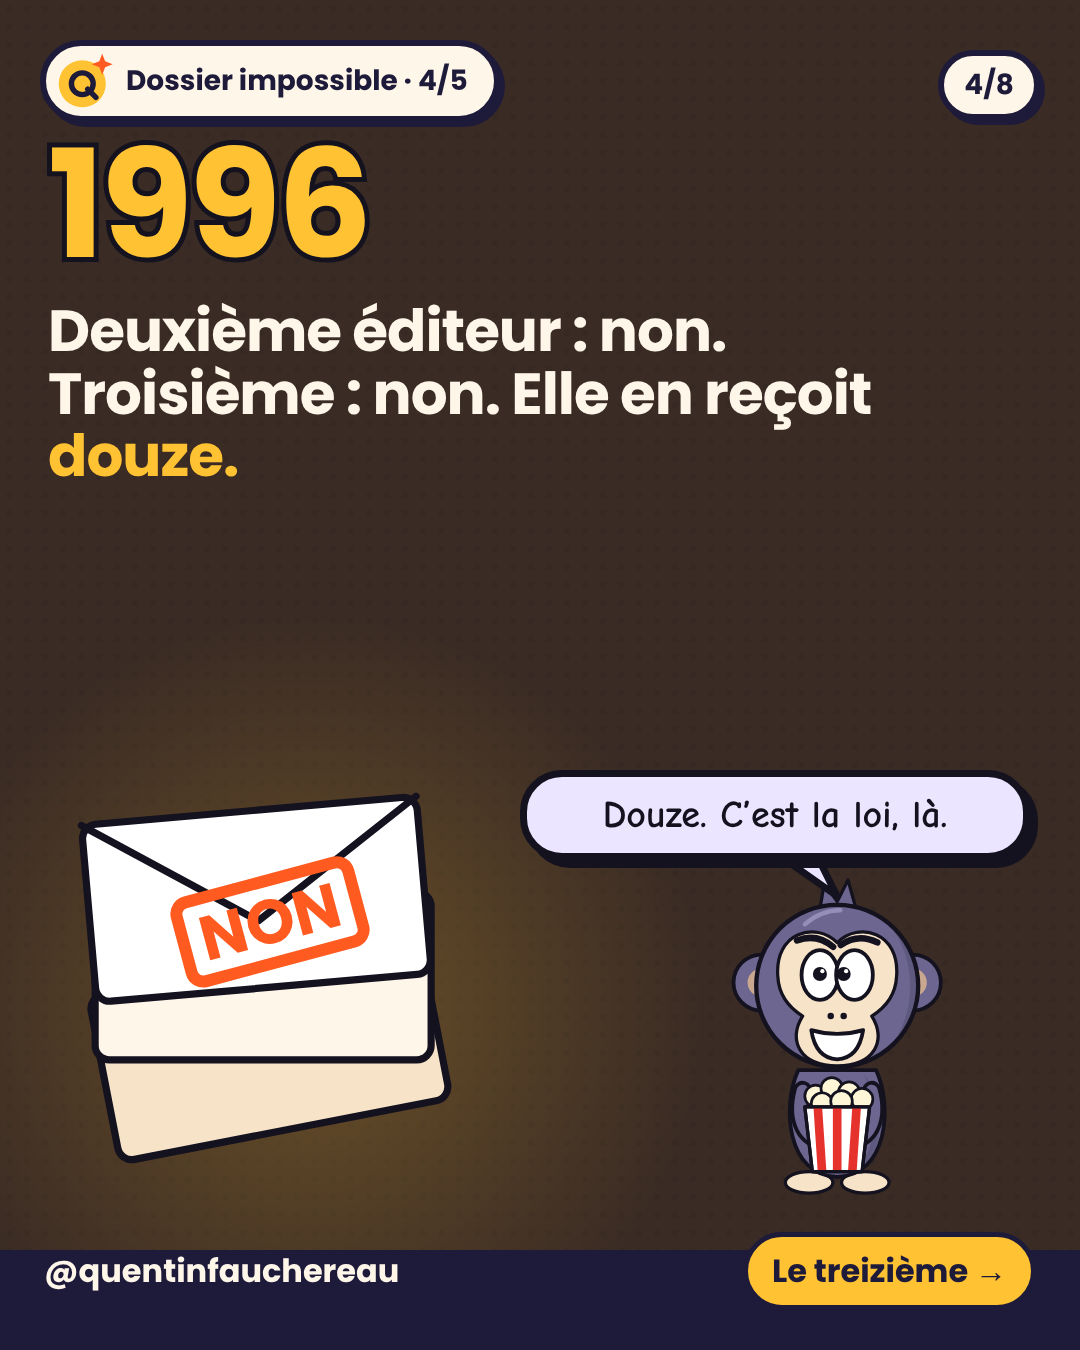 Q Dossier impossible · 4/5
4/8
1996
Deuxième éditeur : non.
Troisième : non. Elle en reçoit
douze.
NON
Douze. C’est la loi, là.
@quentinfauchereau
Le treizième →